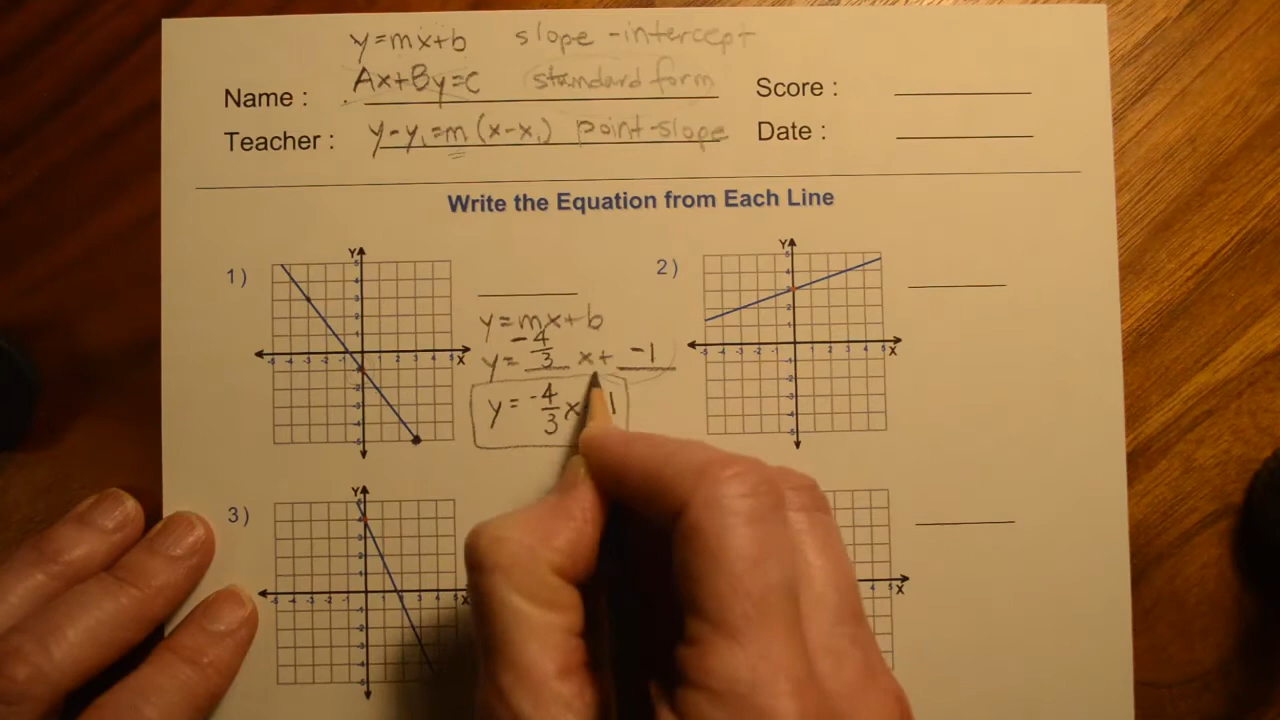 y=mx+b slope-intercept
Ax+By=c standard form
Name :
Score :
Teacher : y-y₁=m(x-x₁) point-slope
Date :
Write the Equation from Each Line
1)
2)
y=mx+b
y= -4/3 x+ -1
y = -4/3 x 1
3)